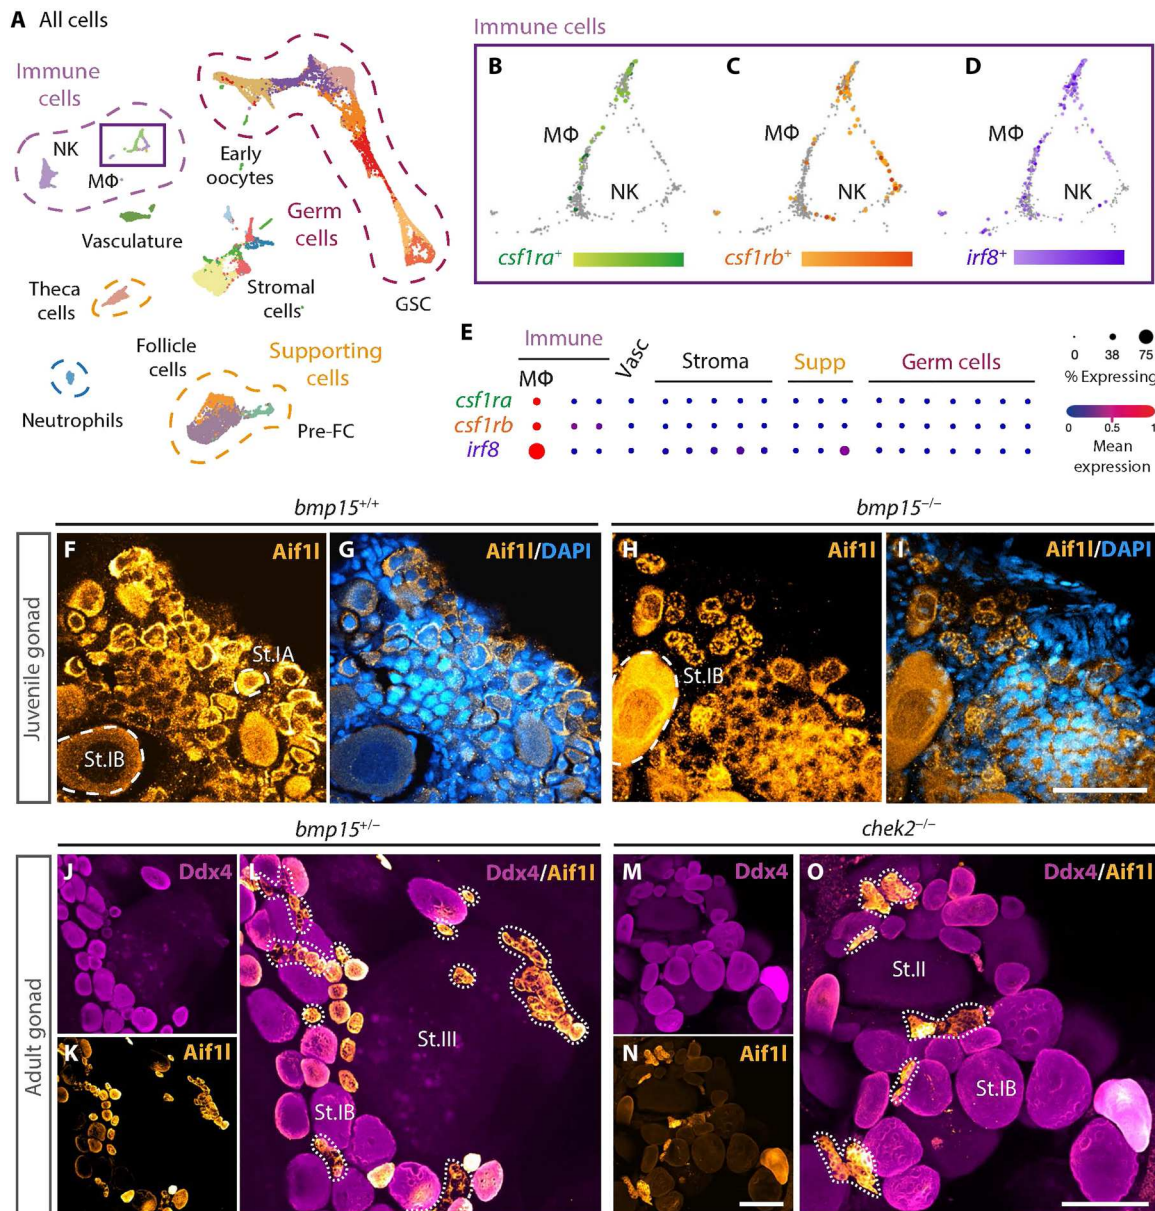 A All cells
Immune cells
Immune
cells
NK
MΦ
Early
oocytes
Vasculature
Germ
cells
Theca
cells
Stromal
cells
GSC
Follicle
cells
Supporting
cells
Neutrophils
Pre-FC
B
MΦ
NK
csf1ra+
C
MΦ
NK
csf1rb+
D
MΦ
NK
irf8+
E
Immune
Vasc
Stroma
Supp
Germ cells
MΦ
csf1ra
csf1rb
irf8
0 38 75
% Expressing
0 0.5 1
Mean
expression
bmp15+/+
bmp15−/−
Juvenile gonad
F Aif1l
St.IA
St.IB
G Aif1l/DAPI
H Aif1l
St.IB
I Aif1l/DAPI
bmp15+/−
chek2−/−
Adult gonad
J Ddx4
K Aif1l
L Ddx4/Aif1l
St.III
St.IB
M Ddx4
N Aif1l
O Ddx4/Aif1l
St.II
St.IB